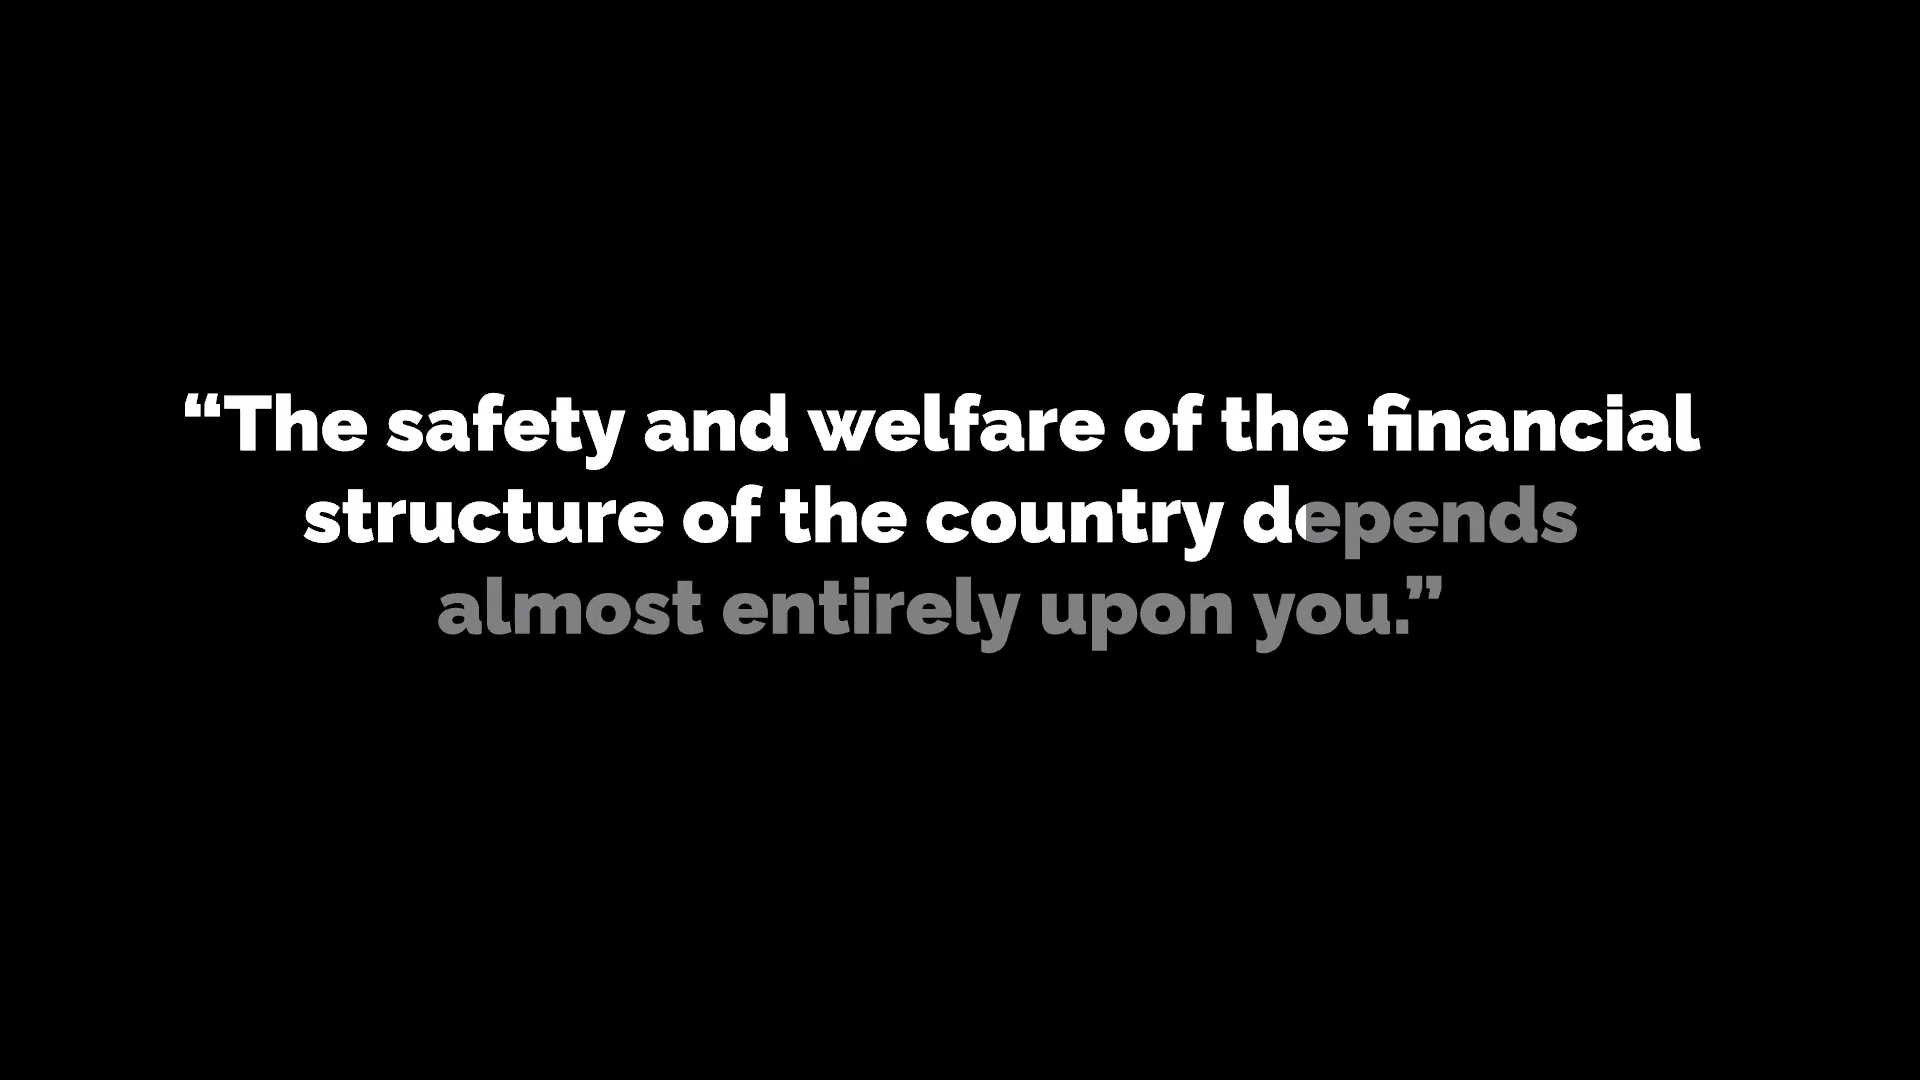 “The safety and welfare of the financial
structure of the country depends
almost entirely upon you.”